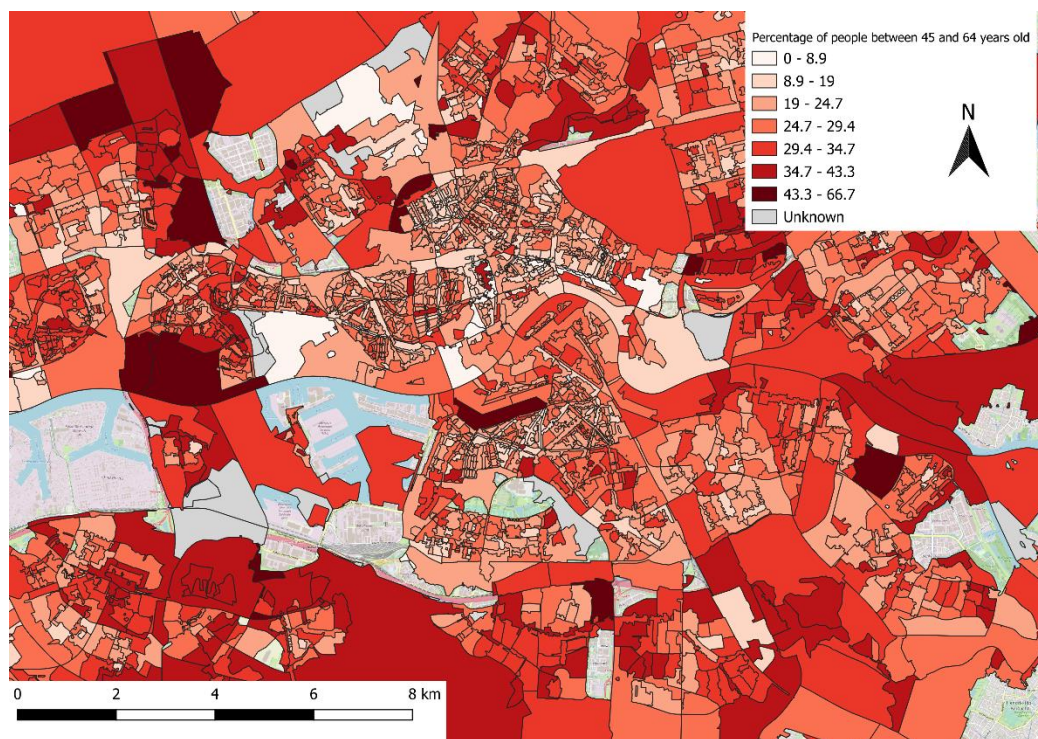 Percentage of people between 45 and 64 years old
0 - 8.9
8.9 - 19
19 - 24.7
24.7 - 29.4
29.4 - 34.7
34.7 - 43.3
43.3 - 66.7
Unknown
N
0 2 4 6 8 km